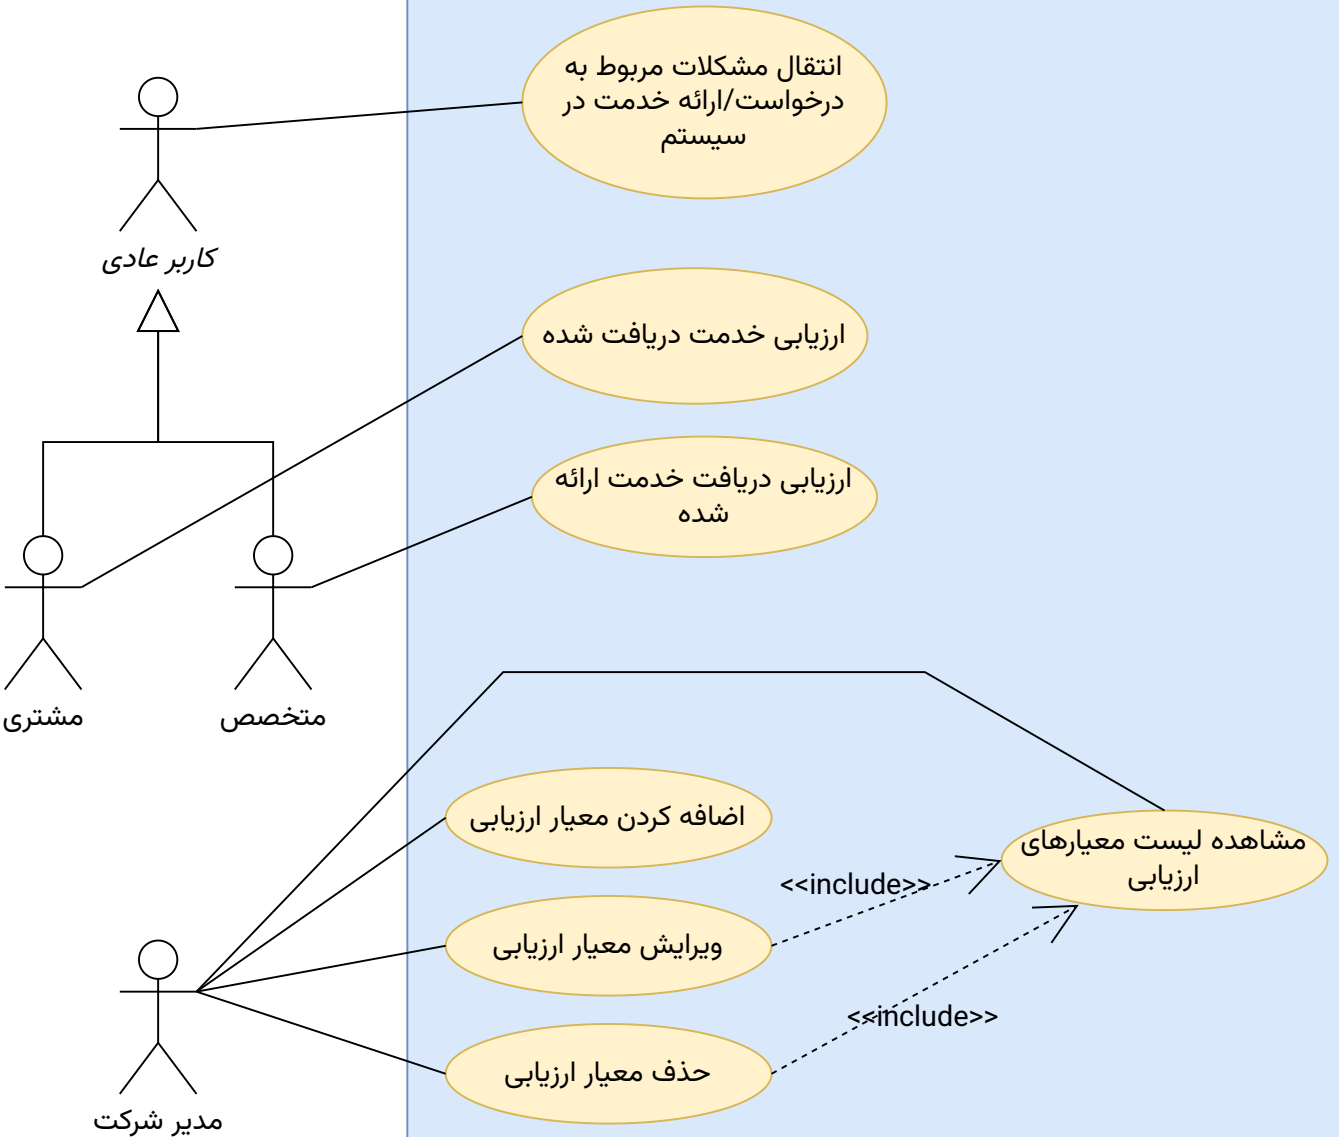 انتقال مشکلات مربوط به
درخواست/ارائه خدمت در
سیستم
کاربر عادی
ارزیابی خدمت دریافت شده
ارزیابی دریافت خدمت ارائه
شده
مشتری
متخصص
اضافه کردن معیار ارزیابی
مشاهده لیست معیارهای
ارزیابی
<<include>>
ویرایش معیار ارزیابی
<<include>>
حذف معیار ارزیابی
مدیر شرکت